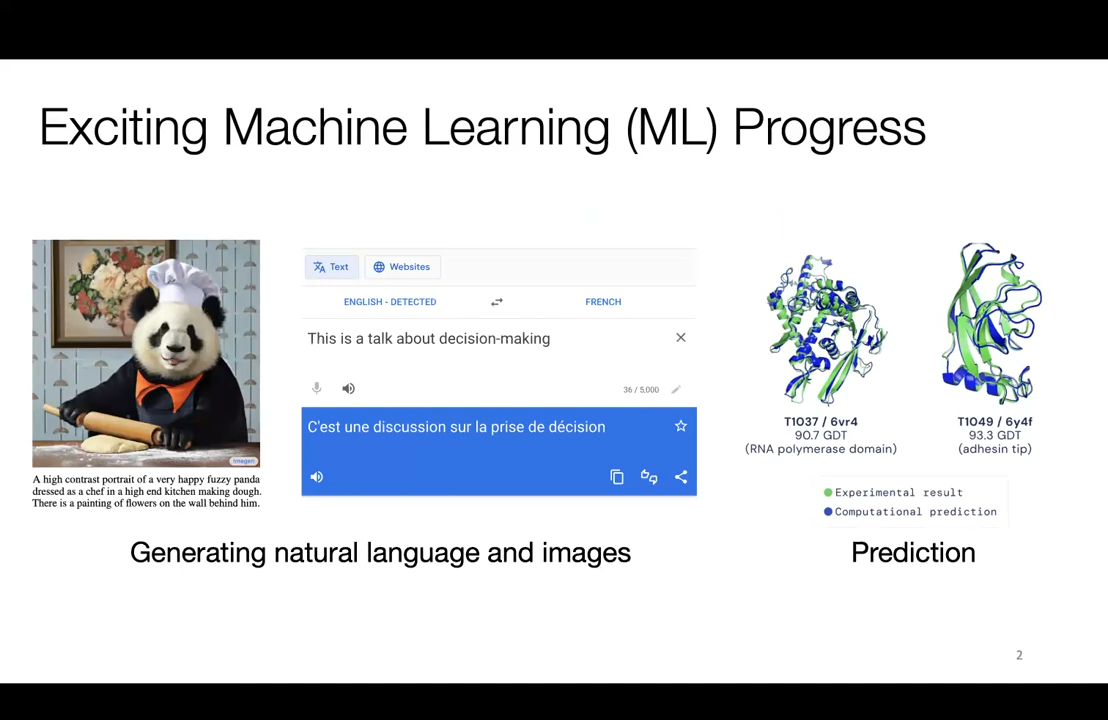 Exciting Machine Learning (ML) Progress
Imagen
A high contrast portrait of a very happy fuzzy panda
dressed as a chef in a high end kitchen making dough.
There is a painting of flowers on the wall behind him.
Text
Websites
ENGLISH - DETECTED
FRENCH
This is a talk about decision-making
36 / 5,000
C'est une discussion sur la prise de décision
Generating natural language and images
T1037 / 6vr4
90.7 GDT
(RNA polymerase domain)
T1049 / 6y4f
93.3 GDT
(adhesin tip)
Experimental result
Computational prediction
Prediction
2